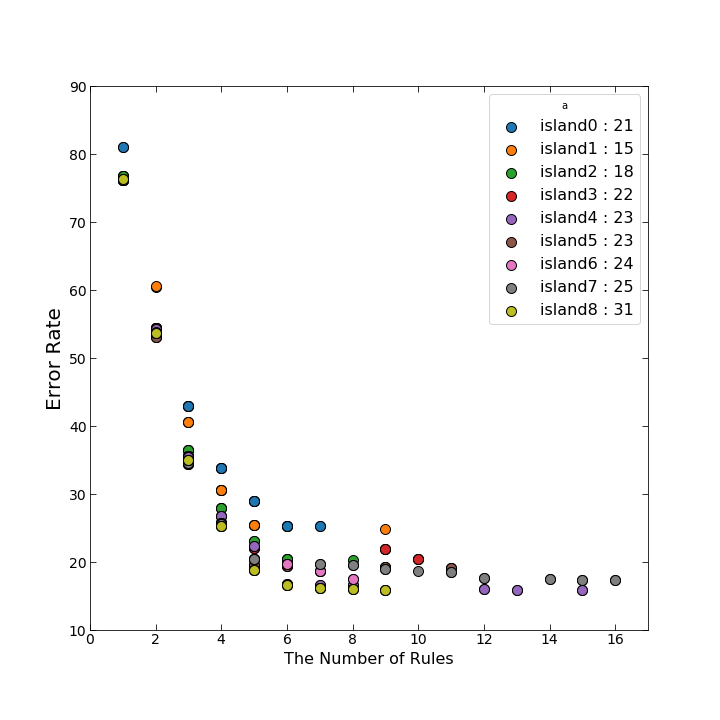 90
80
70
60
50
40
30
20
10
Error Rate
0 2 4 6 8 10 12 14 16
The Number of Rules
a
island0 : 21
island1 : 15
island2 : 18
island3 : 22
island4 : 23
island5 : 23
island6 : 24
island7 : 25
island8 : 31